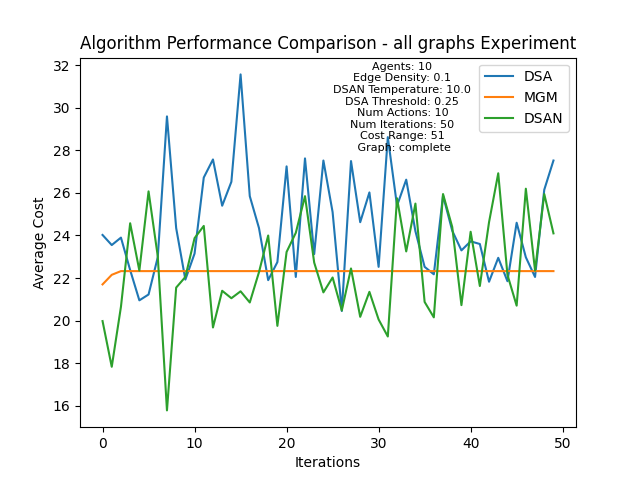 Algorithm Performance Comparison - all graphs Experiment
Agents: 10
Edge Density: 0.1
DSAN Temperature: 10.0
DSA Threshold: 0.25
Num Actions: 10
Num Iterations: 50
Cost Range: 51
Graph: complete
DSA
MGM
DSAN
Average Cost
32
30
28
26
24
22
20
18
16
0
10
20
30
40
50
Iterations